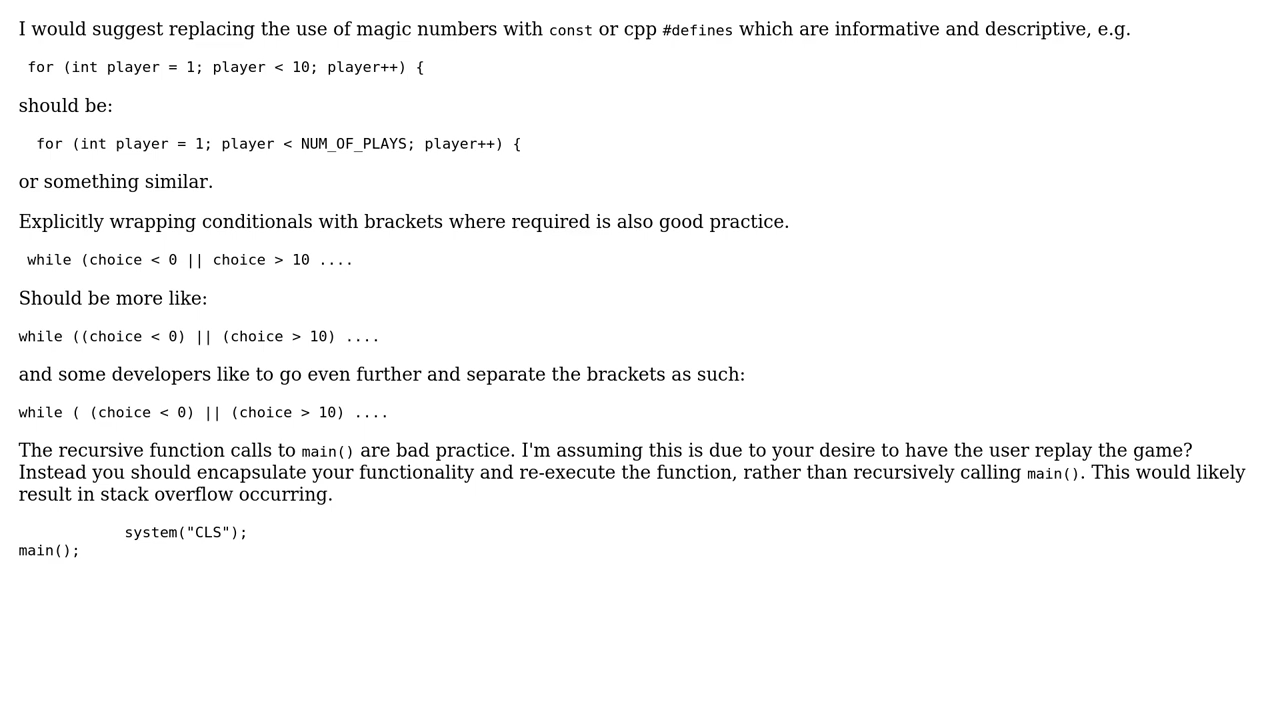 I would suggest replacing the use of magic numbers with const or cpp #defines which are informative and descriptive, e.g.
for (int player = 1; player < 10; player++) {
should be:
for (int player = 1; player < NUM_OF_PLAYS; player++) {
or something similar.
Explicitly wrapping conditionals with brackets where required is also good practice.
while (choice < 0 || choice > 10 ....
Should be more like:
while ((choice < 0) || (choice > 10) ....
and some developers like to go even further and separate the brackets as such:
while ( (choice < 0) || (choice > 10) ....
The recursive function calls to main() are bad practice. I'm assuming this is due to your desire to have the user replay the game?
Instead you should encapsulate your functionality and re-execute the function, rather than recursively calling main(). This would likely
result in stack overflow occurring.
system("CLS");
main();